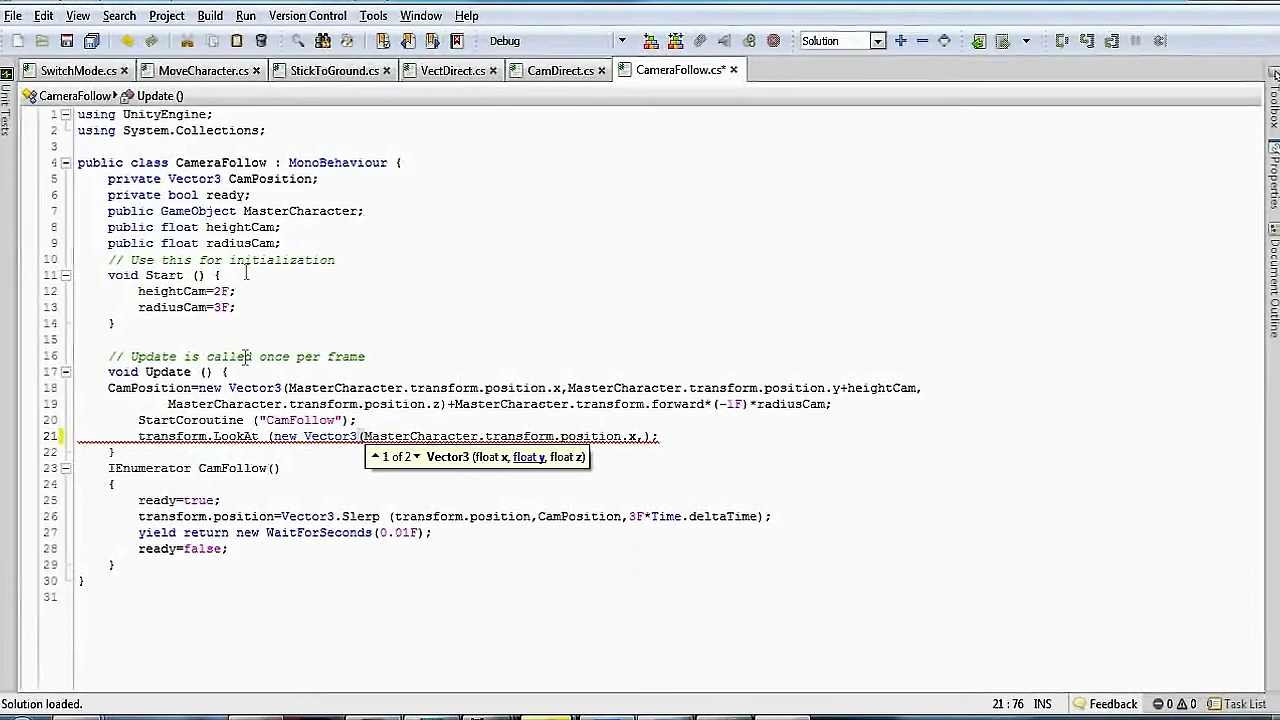 File Edit View Search Project Build Run Version Control Tools Window Help
Debug Solution
SwitchMode.cs × MoveCharacter.cs × StickToGround.cs × VectDirect.cs × CamDirect.cs × CameraFollow.cs* ×
CameraFollow Update ()
1 using UnityEngine;
2 using System.Collections;
3
4 public class CameraFollow : MonoBehaviour {
5 private Vector3 CamPosition;
6 private bool ready;
7 public GameObject MasterCharacter;
8 public float heightCam;
9 public float radiusCam;
10 // Use this for initialization
11 void Start () {
12 heightCam=2F;
13 radiusCam=3F;
14 }
15
16 // Update is called once per frame
17 void Update () {
18 CamPosition=new Vector3(MasterCharacter.transform.position.x,MasterCharacter.transform.position.y+heightCam,
19 MasterCharacter.transform.position.z)+MasterCharacter.transform.forward*(-1F)*radiusCam;
20 StartCoroutine ("CamFollow");
21 transform.LookAt (new Vector3(MasterCharacter.transform.position.x,);
22 }
1 of 2 Vector3 (float x, float y, float z)
23 IEnumerator CamFollow()
24 {
25 ready=true;
26 transform.position=Vector3.Slerp (transform.position,CamPosition,3F*Time.deltaTime);
27 yield return new WaitForSeconds(0.01F);
28 ready=false;
29 }
30 }
31
Unit Tests
Toolbox
Properties
Document Outline
Solution loaded. 21 : 76 INS Feedback 0 0 Task List